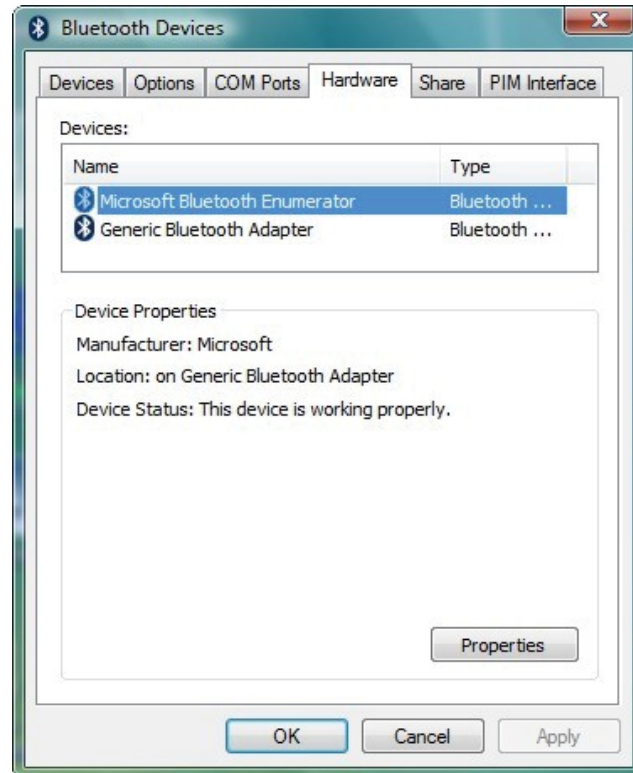 Bluetooth Devices
Devices Options COM Ports Hardware Share PIM Interface
Devices:
Name Type
Microsoft Bluetooth Enumerator Bluetooth ...
Generic Bluetooth Adapter Bluetooth ...
Device Properties
Manufacturer: Microsoft
Location: on Generic Bluetooth Adapter
Device Status: This device is working properly.
Properties
OK Cancel Apply